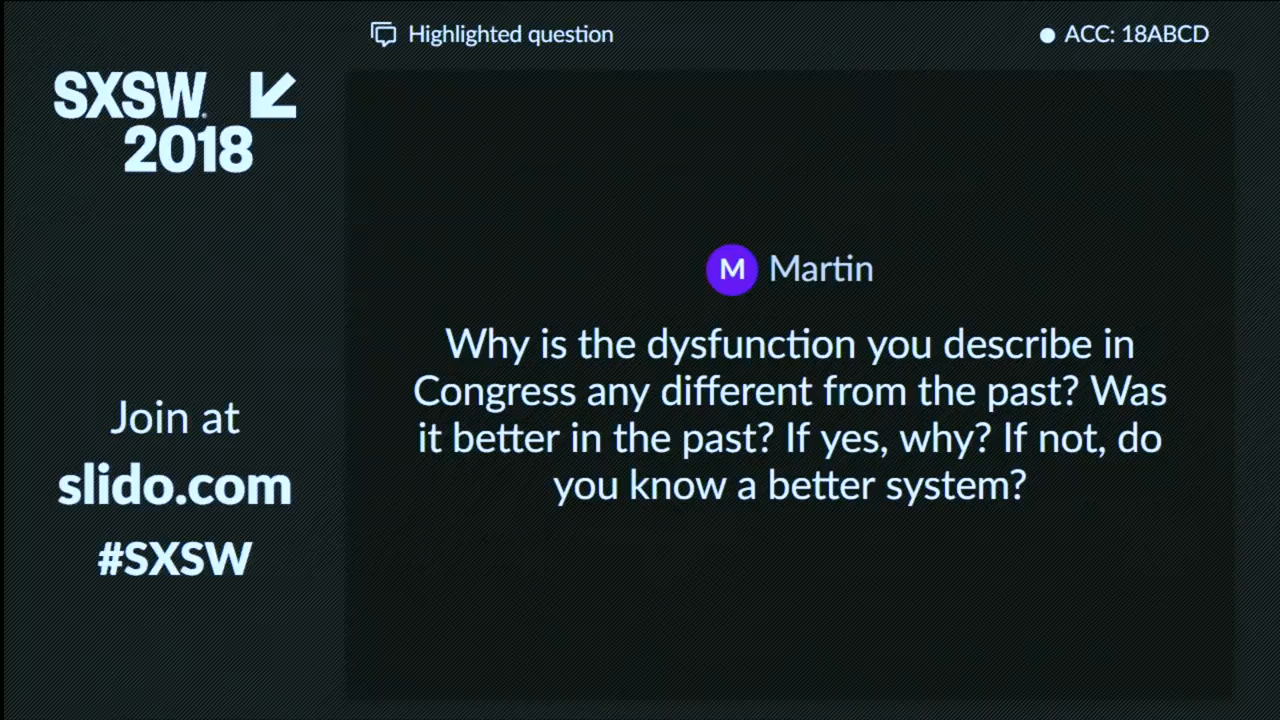 Highlighted question
ACC: 18ABCD
SXSW.
2018
M Martin
Why is the dysfunction you describe in
Congress any different from the past? Was
it better in the past? If yes, why? If not, do
you know a better system?
Join at
slido.com
#SXSW